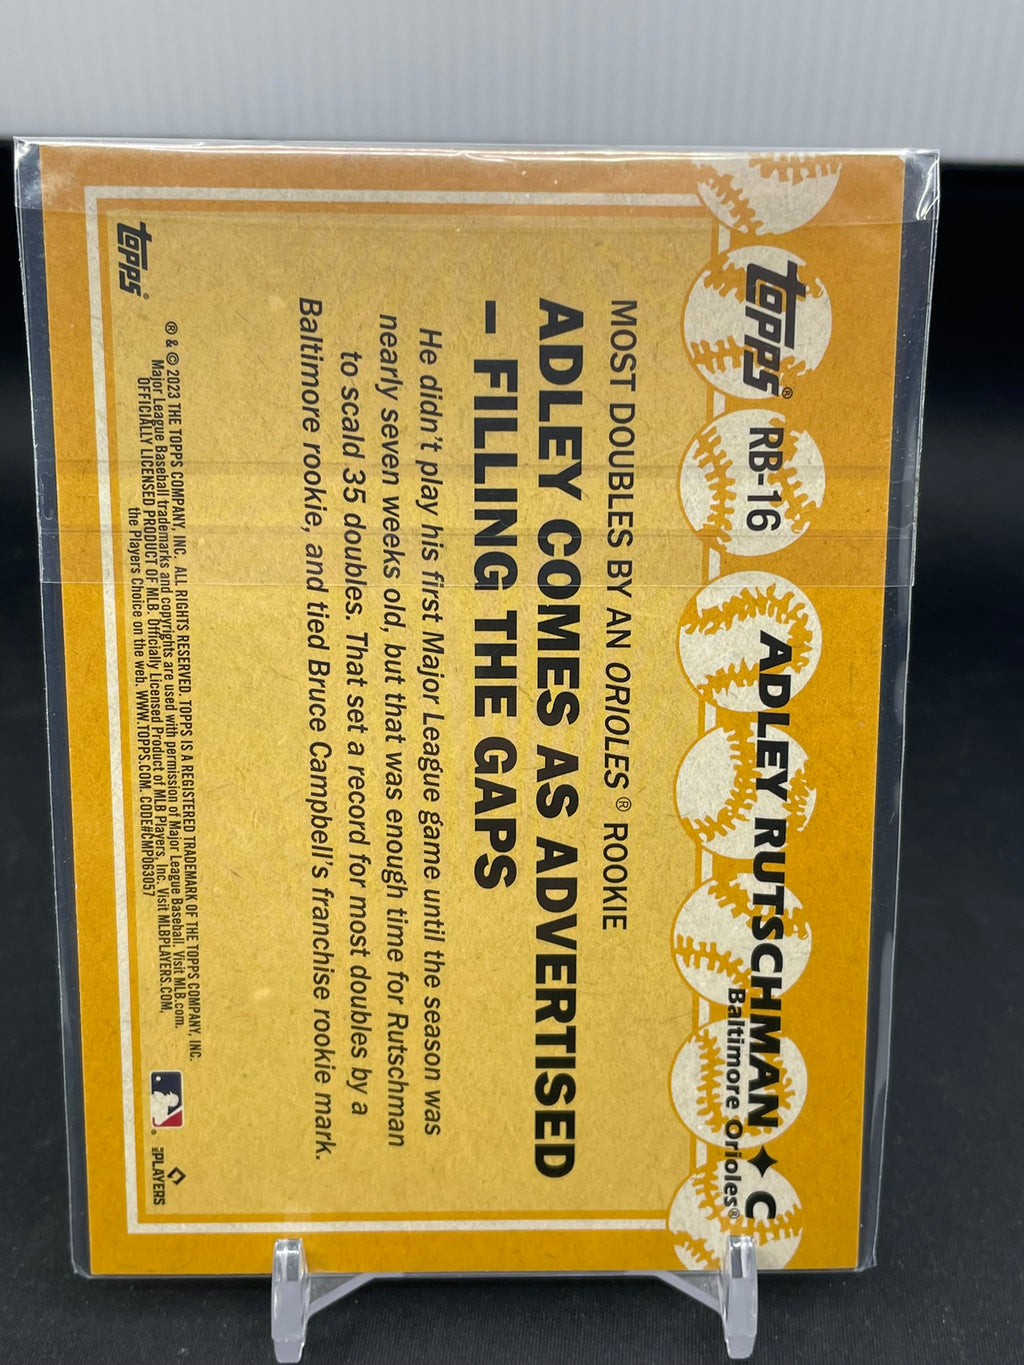 topps® RB-16 ADLEY RUTSCHMAN ✦ C
Baltimore Orioles®
MOST DOUBLES BY AN ORIOLES® ROOKIE
ADLEY COMES AS ADVERTISED
– FILLING THE GAPS
He didn't play his first Major League game until the season was
nearly seven weeks old, but that was enough time for Rutschman
to scald 35 doubles. That set a record for most doubles by a
Baltimore rookie, and tied Bruce Campbell's franchise rookie mark.
topps®
® & © 2023 THE TOPPS COMPANY, INC. ALL RIGHTS RESERVED. TOPPS IS A REGISTERED TRADEMARK OF THE TOPPS COMPANY, INC.
Major League Baseball trademarks and copyrights are used with permission of Major League Baseball. Visit MLB.com.
OFFICIALLY LICENSED PRODUCT OF MLB. Officially Licensed Product of MLB Players, Inc. Visit MLBPLAYERS.COM,
the Players Choice on the web. WWW.TOPPS.COM. CODE#CMP063057
PLAYERS